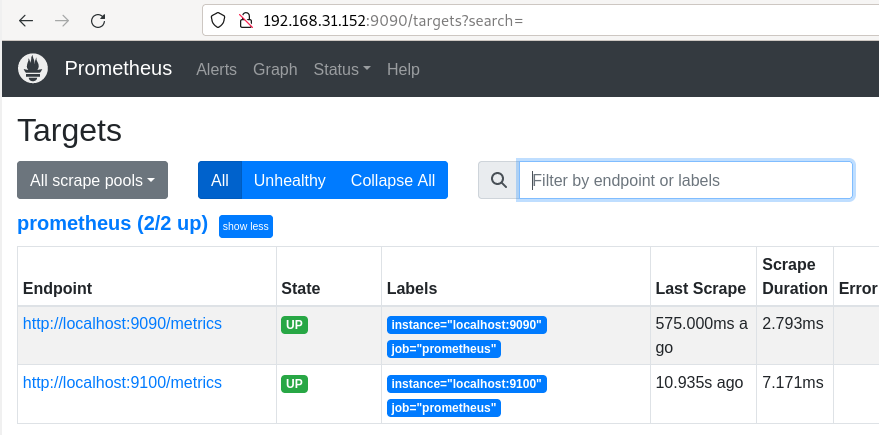 192.168.31.152:9090/targets?search=
Prometheus Alerts Graph Status Help
Targets
All scrape pools All Unhealthy Collapse All Filter by endpoint or labels
prometheus (2/2 up) show less
Endpoint State Labels Last Scrape Scrape Duration Error
http://localhost:9090/metrics UP instance="localhost:9090" 575.000ms a 2.793ms
job="prometheus" go
http://localhost:9100/metrics UP instance="localhost:9100" 10.935s ago 7.171ms
job="prometheus"